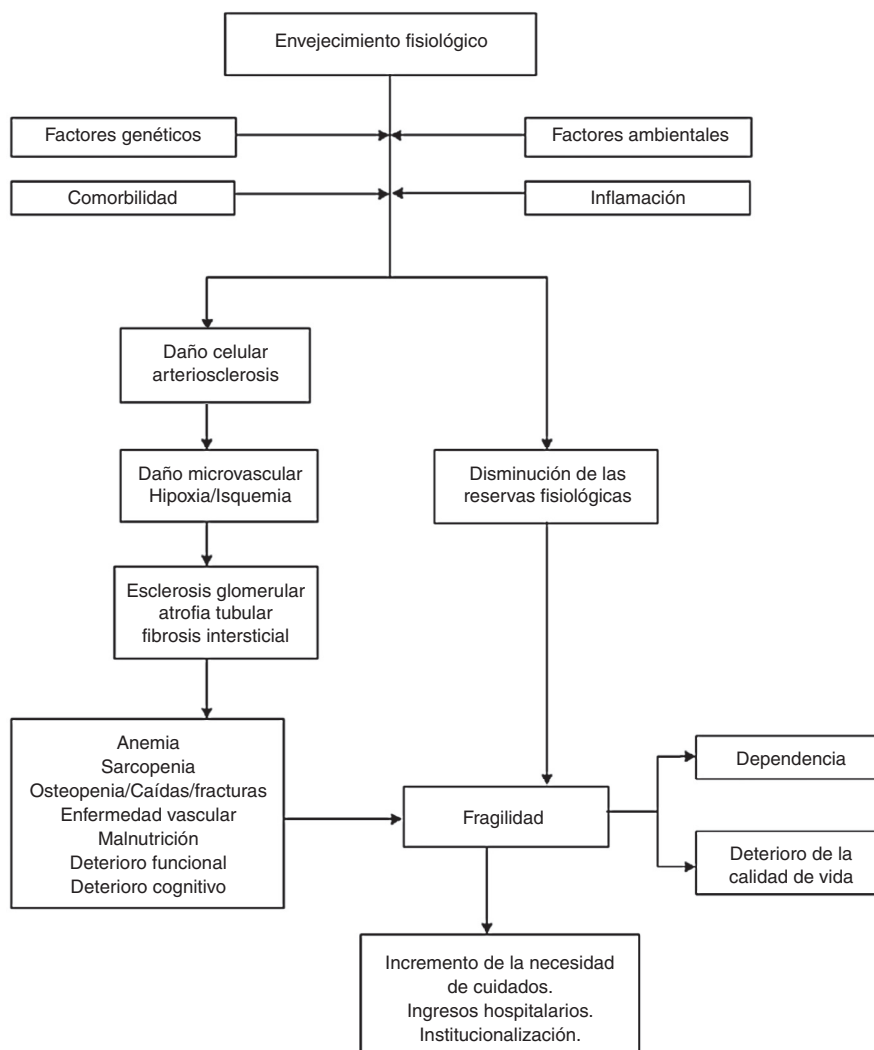 Envejecimiento fisiológico
Factores genéticos
Factores ambientales
Comorbilidad
Inflamación
Daño celular
arteriosclerosis
Daño microvascular
Hipoxia/Isquemia
Disminución de las
reservas fisiológicas
Esclerosis glomerular
atrofia tubular
fibrosis intersticial
Anemia
Sarcopenia
Osteopenia/Caídas/fracturas
Enfermedad vascular
Malnutrición
Deterioro funcional
Deterioro cognitivo
Fragilidad
Dependencia
Deterioro de la
calidad de vida
Incremento de la necesidad
de cuidados.
Ingresos hospitalarios.
Institucionalización.